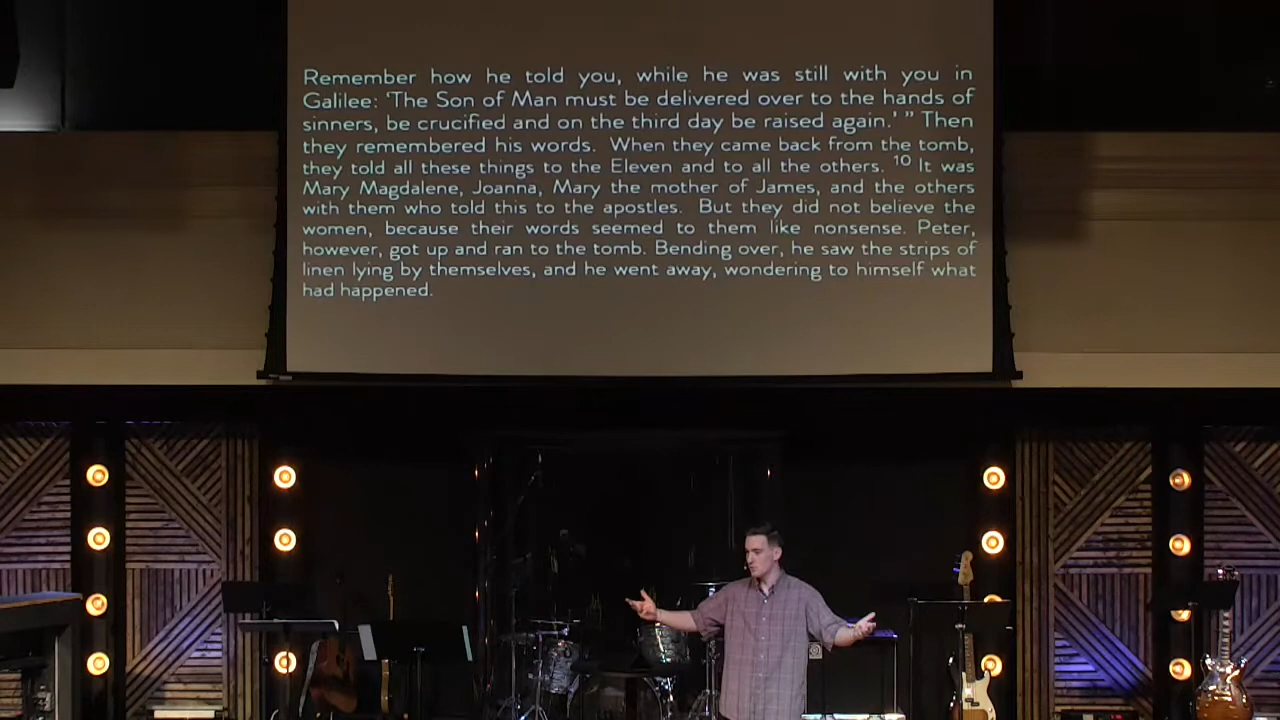 Remember how he told you, while he was still with you in
Galilee: ‘The Son of Man must be delivered over to the hands of
sinners, be crucified and on the third day be raised again.’ ” Then
they remembered his words. When they came back from the tomb,
they told all these things to the Eleven and to all the others. ¹⁰ It was
Mary Magdalene, Joanna, Mary the mother of James, and the others
with them who told this to the apostles. But they did not believe the
women, because their words seemed to them like nonsense. Peter,
however, got up and ran to the tomb. Bending over, he saw the strips of
linen lying by themselves, and he went away, wondering to himself what
had happened.